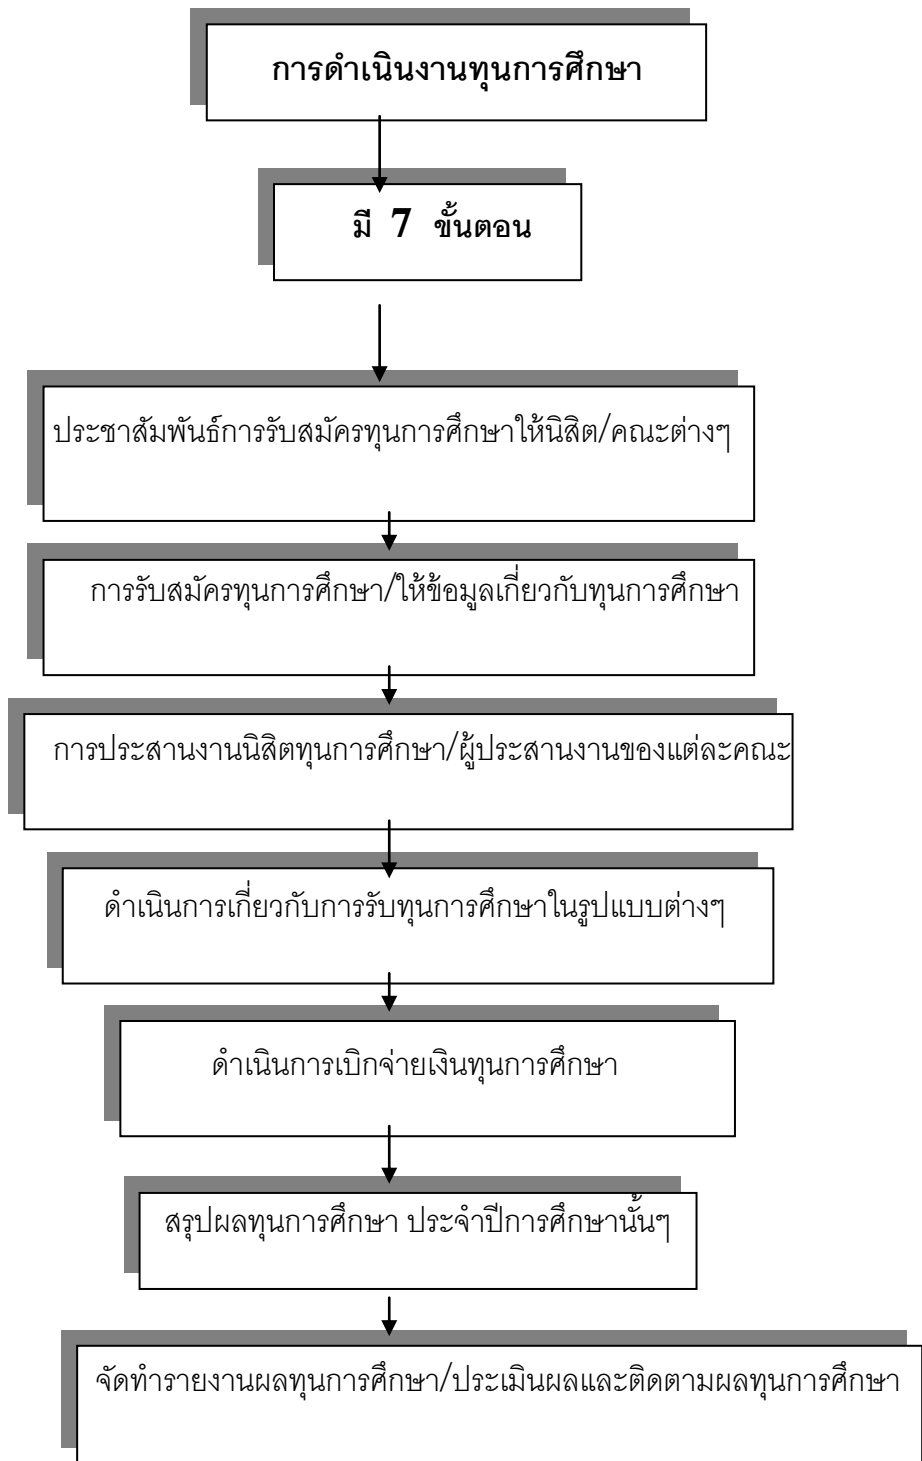 การดำเนินงานทุนการศึกษา
มี 7 ขั้นตอน
ประชาสัมพันธ์การรับสมัครทุนการศึกษาให้นิสิต/คณะต่างๆ
การรับสมัครทุนการศึกษา/ให้ข้อมูลเกี่ยวกับทุนการศึกษา
การประสานงานนิสิตทุนการศึกษา/ผู้ประสานงานของแต่ละคณะ
ดำเนินการเกี่ยวกับการรับทุนการศึกษาในรูปแบบต่างๆ
ดำเนินการเบิกจ่ายเงินทุนการศึกษา
สรุปผลทุนการศึกษา ประจำปีการศึกษานั้นๆ
จัดทำรายงานผลทุนการศึกษา/ประเมินผลและติดตามผลทุนการศึกษา